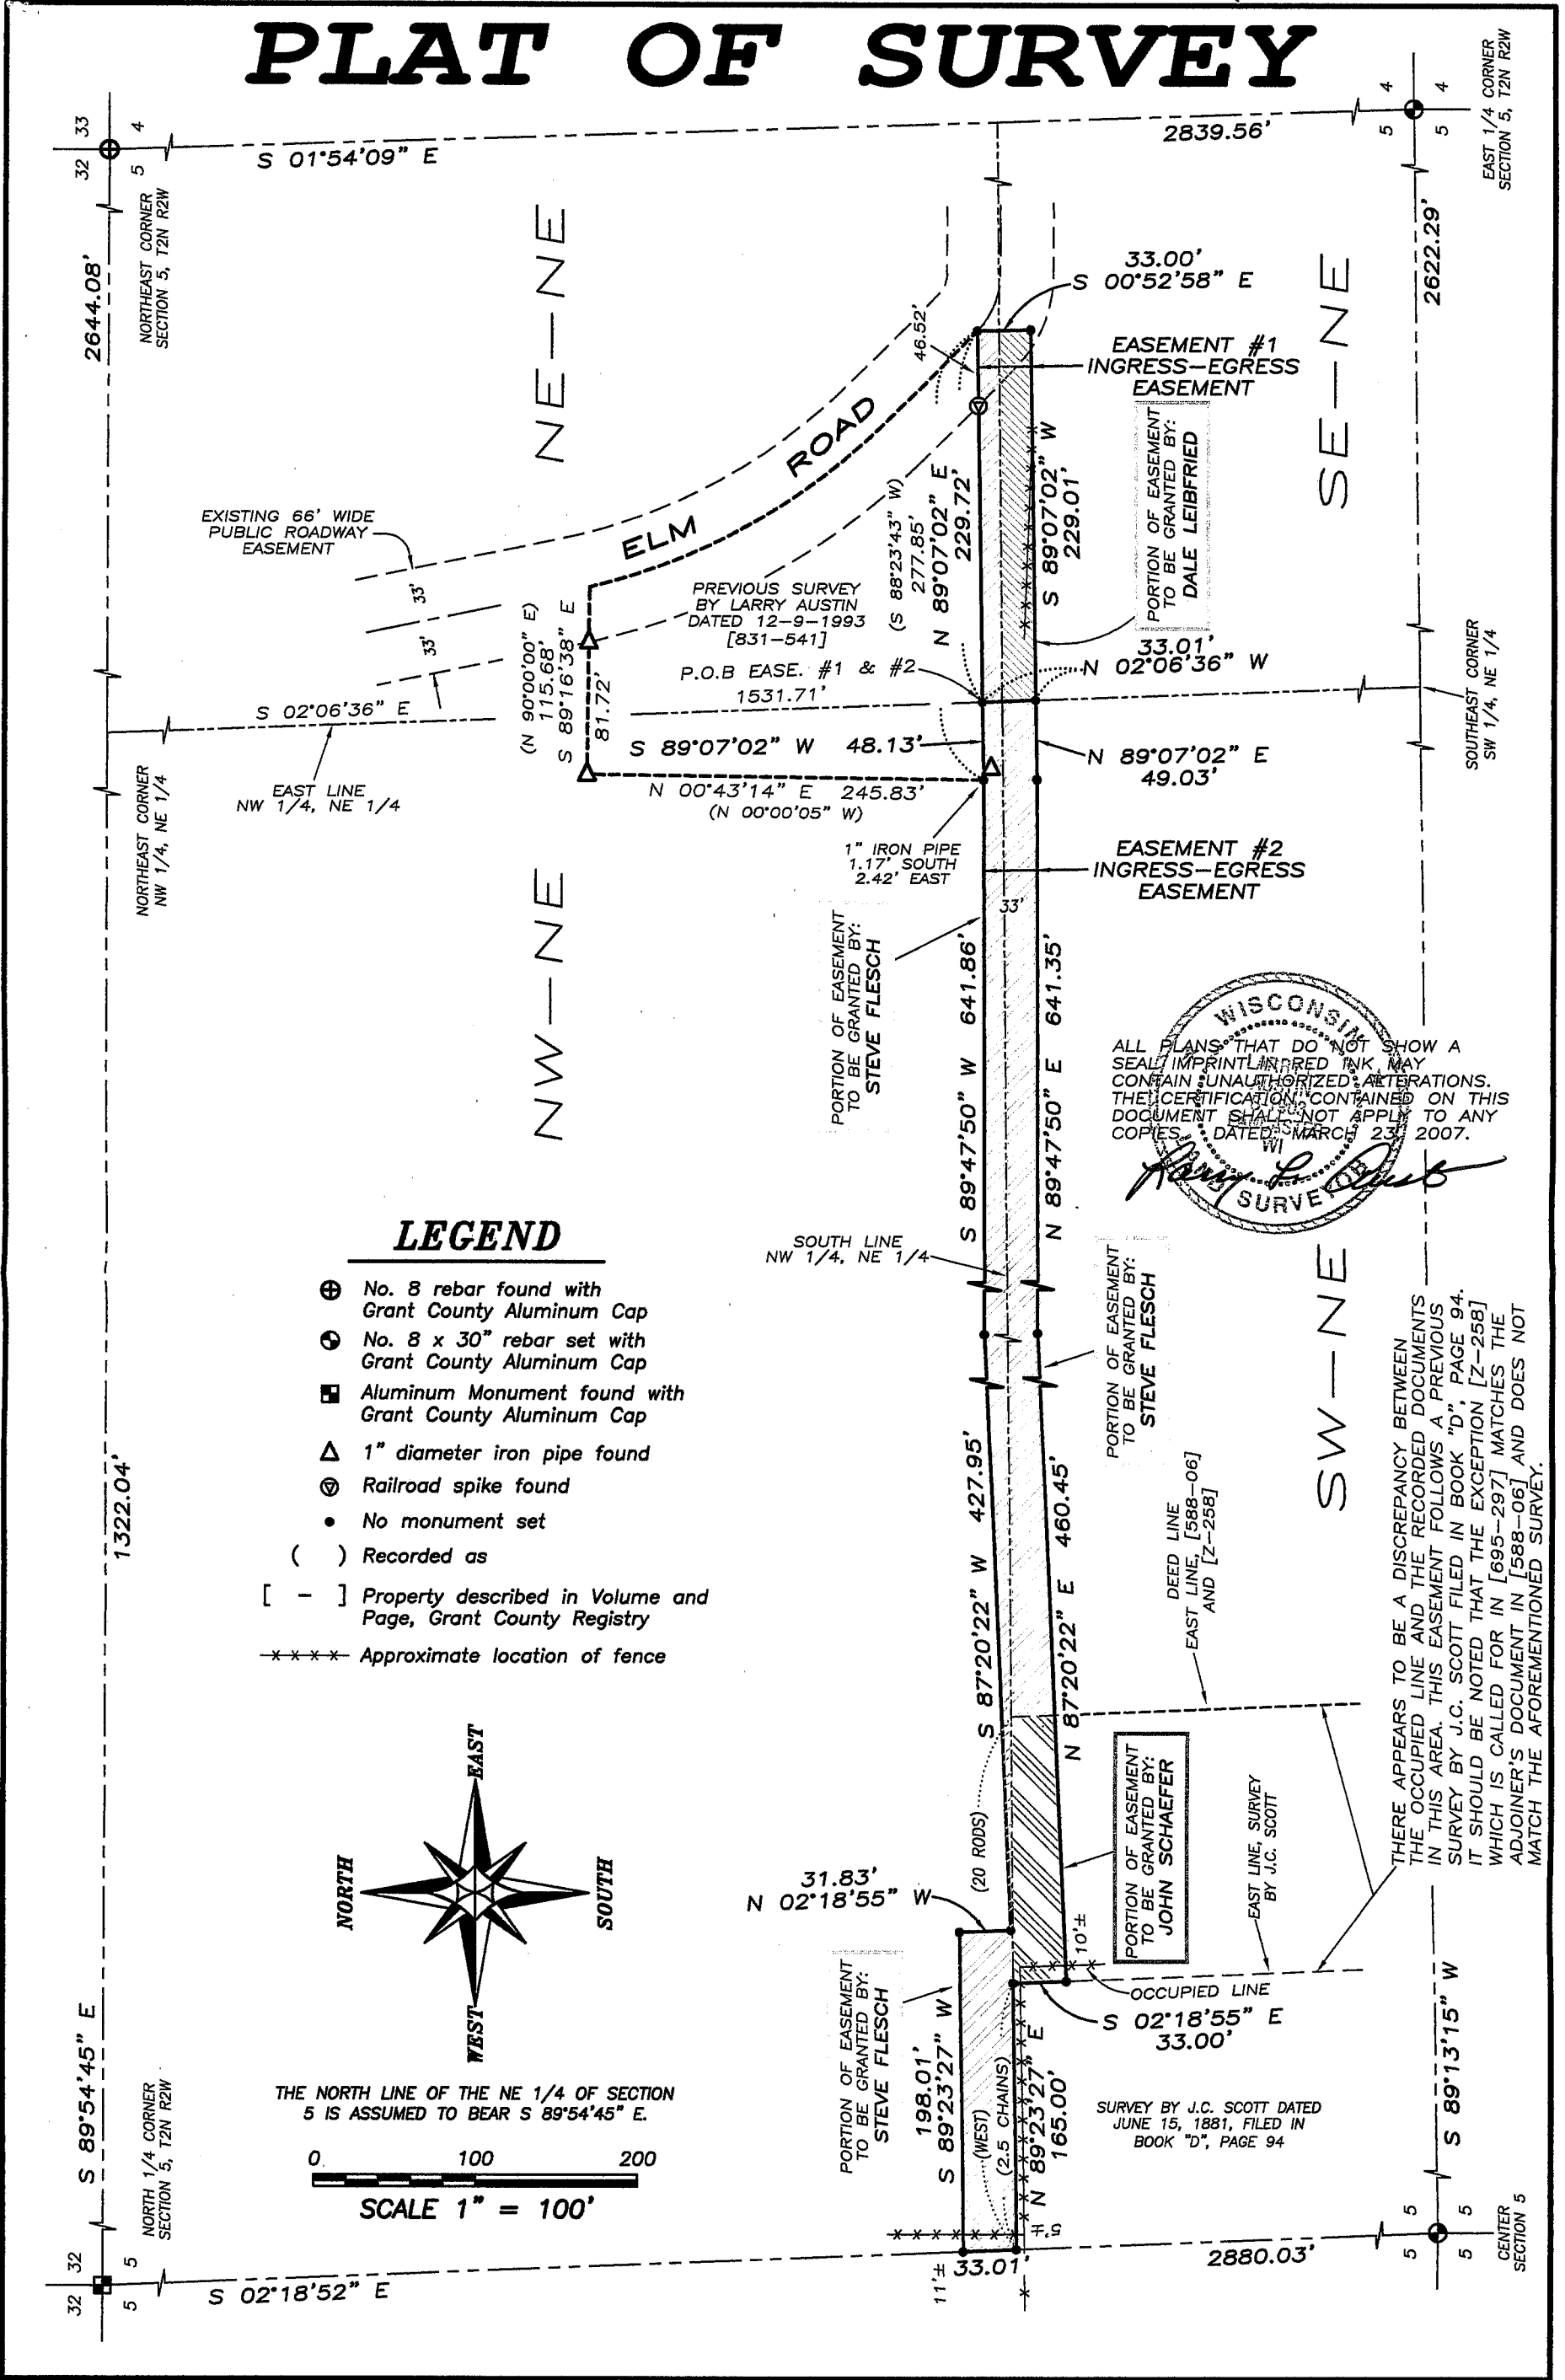 PLAT OF SURVEY
32 33
5 4
NORTHEAST CORNER
SECTION 5, T2N R2W
S 01°54'09" E
2839.56'
5 4
5 4
EAST 1/4 CORNER
SECTION 5, T2N R2W
2644.08'
2622.29'
NE—NE
SE—NE
33.00'
S 00°52'58" E
46.52'
EASEMENT #1
INGRESS—EGRESS
EASEMENT
PORTION OF EASEMENT
TO BE GRANTED BY:
DALE LEIBFRIED
ELM ROAD
EXISTING 66' WIDE
PUBLIC ROADWAY
EASEMENT
33'
33'
(S 88°23'43" W)
277.85'
N 89°07'02" E
229.72'
S 89°07'02" W
229.01'
PREVIOUS SURVEY
BY LARRY AUSTIN
DATED 12-9-1993
[831-541]
(N 90°00'00" E)
115.68'
S 89°16'38" E
81.72'
P.O.B EASE. #1 & #2
1531.71'
33.01'
N 02°06'36" W
SOUTHEAST CORNER
SW 1/4, NE 1/4
S 02°06'36" E
EAST LINE
NW 1/4, NE 1/4
NORTHEAST CORNER
NW 1/4, NE 1/4
S 89°07'02" W 48.13'
N 89°07'02" E
49.03'
N 00°43'14" E 245.83'
(N 00°00'05" W)
1" IRON PIPE
1.17' SOUTH
2.42' EAST
EASEMENT #2
INGRESS—EGRESS
EASEMENT
33'
NW—NE
PORTION OF EASEMENT
TO BE GRANTED BY:
STEVE FLESCH
S 89°47'50" W 641.86'
N 89°47'50" E 641.35'
WISCONSIN
WI
LAND SURVEYOR
ALL PLANS THAT DO NOT SHOW A
SEAL IMPRINT IN RED INK MAY
CONTAIN UNAUTHORIZED ALTERATIONS.
THE CERTIFICATION CONTAINED ON THIS
DOCUMENT SHALL NOT APPLY TO ANY
COPIES. DATED: MARCH 23, 2007.
Larry L. Austin
SOUTH LINE
NW 1/4, NE 1/4
PORTION OF EASEMENT
TO BE GRANTED BY:
STEVE FLESCH
SW—NE
LEGEND
No. 8 rebar found with
Grant County Aluminum Cap
No. 8 x 30" rebar set with
Grant County Aluminum Cap
Aluminum Monument found with
Grant County Aluminum Cap
1" diameter iron pipe found
Railroad spike found
No monument set
( ) Recorded as
[ - ] Property described in Volume and
Page, Grant County Registry
Approximate location of fence
1322.04'
S 87°20'22" W 427.95'
N 87°20'22" E 460.45'
DEED LINE
EAST LINE, [588-06]
AND [Z-258]
THERE APPEARS TO BE A DISCREPANCY BETWEEN
THE OCCUPIED LINE AND THE RECORDED DOCUMENTS
IN THIS AREA. THIS EASEMENT FOLLOWS A PREVIOUS
SURVEY BY J.C. SCOTT FILED IN BOOK "D", PAGE 94.
IT SHOULD BE NOTED THAT THE EXCEPTION [Z-258]
WHICH IS CALLED FOR IN [695-297] MATCHES THE
ADJOINER'S DOCUMENT IN [588-06] AND DOES NOT
MATCH THE AFOREMENTIONED SURVEY.
EAST
NORTH
SOUTH
WEST
(20 RODS)
PORTION OF EASEMENT
TO BE GRANTED BY:
JOHN SCHAEFER
EAST LINE, SURVEY
BY J.C. SCOTT
31.83'
N 02°18'55" W
10'±
OCCUPIED LINE
S 02°18'55" E
33.00'
PORTION OF EASEMENT
TO BE GRANTED BY:
STEVE FLESCH
198.01'
S 89°23'27" W
(WEST)
(2.5 CHAINS)
N 89°23'27" E
165.00'
SURVEY BY J.C. SCOTT DATED
JUNE 15, 1881, FILED IN
BOOK "D", PAGE 94
S 89°54'45" E
S 89°13'15" W
THE NORTH LINE OF THE NE 1/4 OF SECTION
5 IS ASSUMED TO BEAR S 89°54'45" E.
0 100 200
SCALE 1" = 100'
NORTH 1/4 CORNER
SECTION 5, T2N R2W
32 32
5 5
S 02°18'52" E
11'±
33.01'
5'±
2880.03'
5 5
5 5
CENTER
SECTION 5